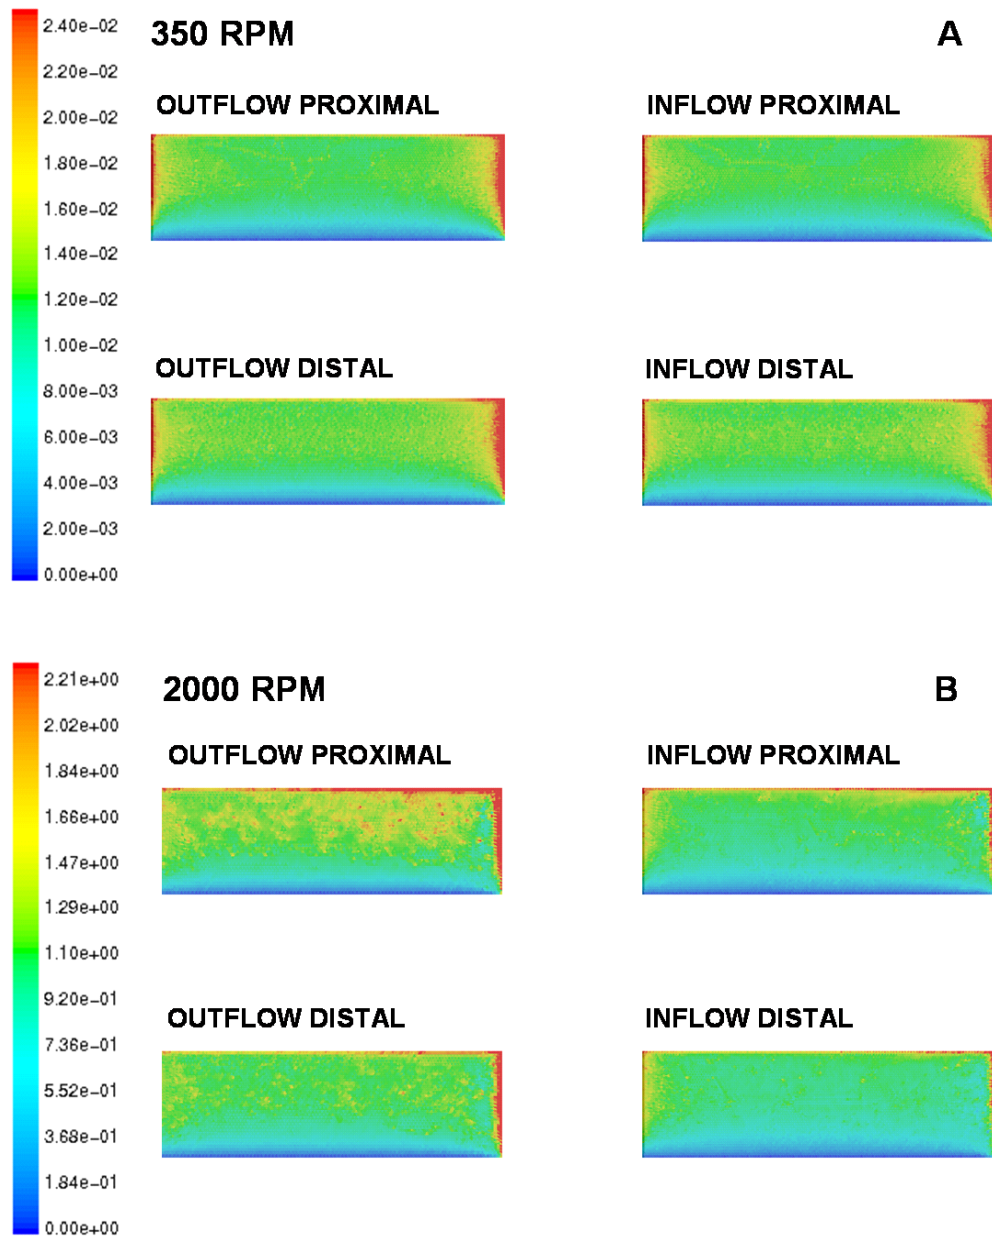 350 RPM
A
2.40e-02
2.20e-02
2.00e-02
1.80e-02
1.60e-02
1.40e-02
1.20e-02
1.00e-02
8.00e-03
6.00e-03
4.00e-03
2.00e-03
0.00e+00
OUTFLOW PROXIMAL
INFLOW PROXIMAL
OUTFLOW DISTAL
INFLOW DISTAL
2000 RPM
B
2.21e+00
2.02e+00
1.84e+00
1.66e+00
1.47e+00
1.29e+00
1.10e+00
9.20e-01
7.36e-01
5.52e-01
3.68e-01
1.84e-01
0.00e+00
OUTFLOW PROXIMAL
INFLOW PROXIMAL
OUTFLOW DISTAL
INFLOW DISTAL